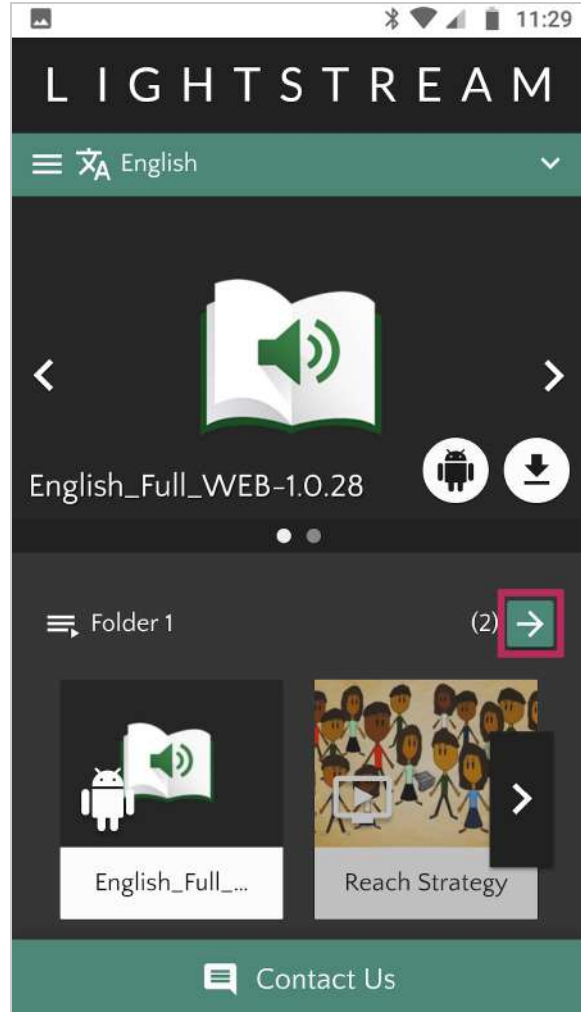 11:29
LIGHTSTREAM
English
English_Full_WEB-1.0.28
Folder 1 (2)
English_Full_... Reach Strategy
Contact Us